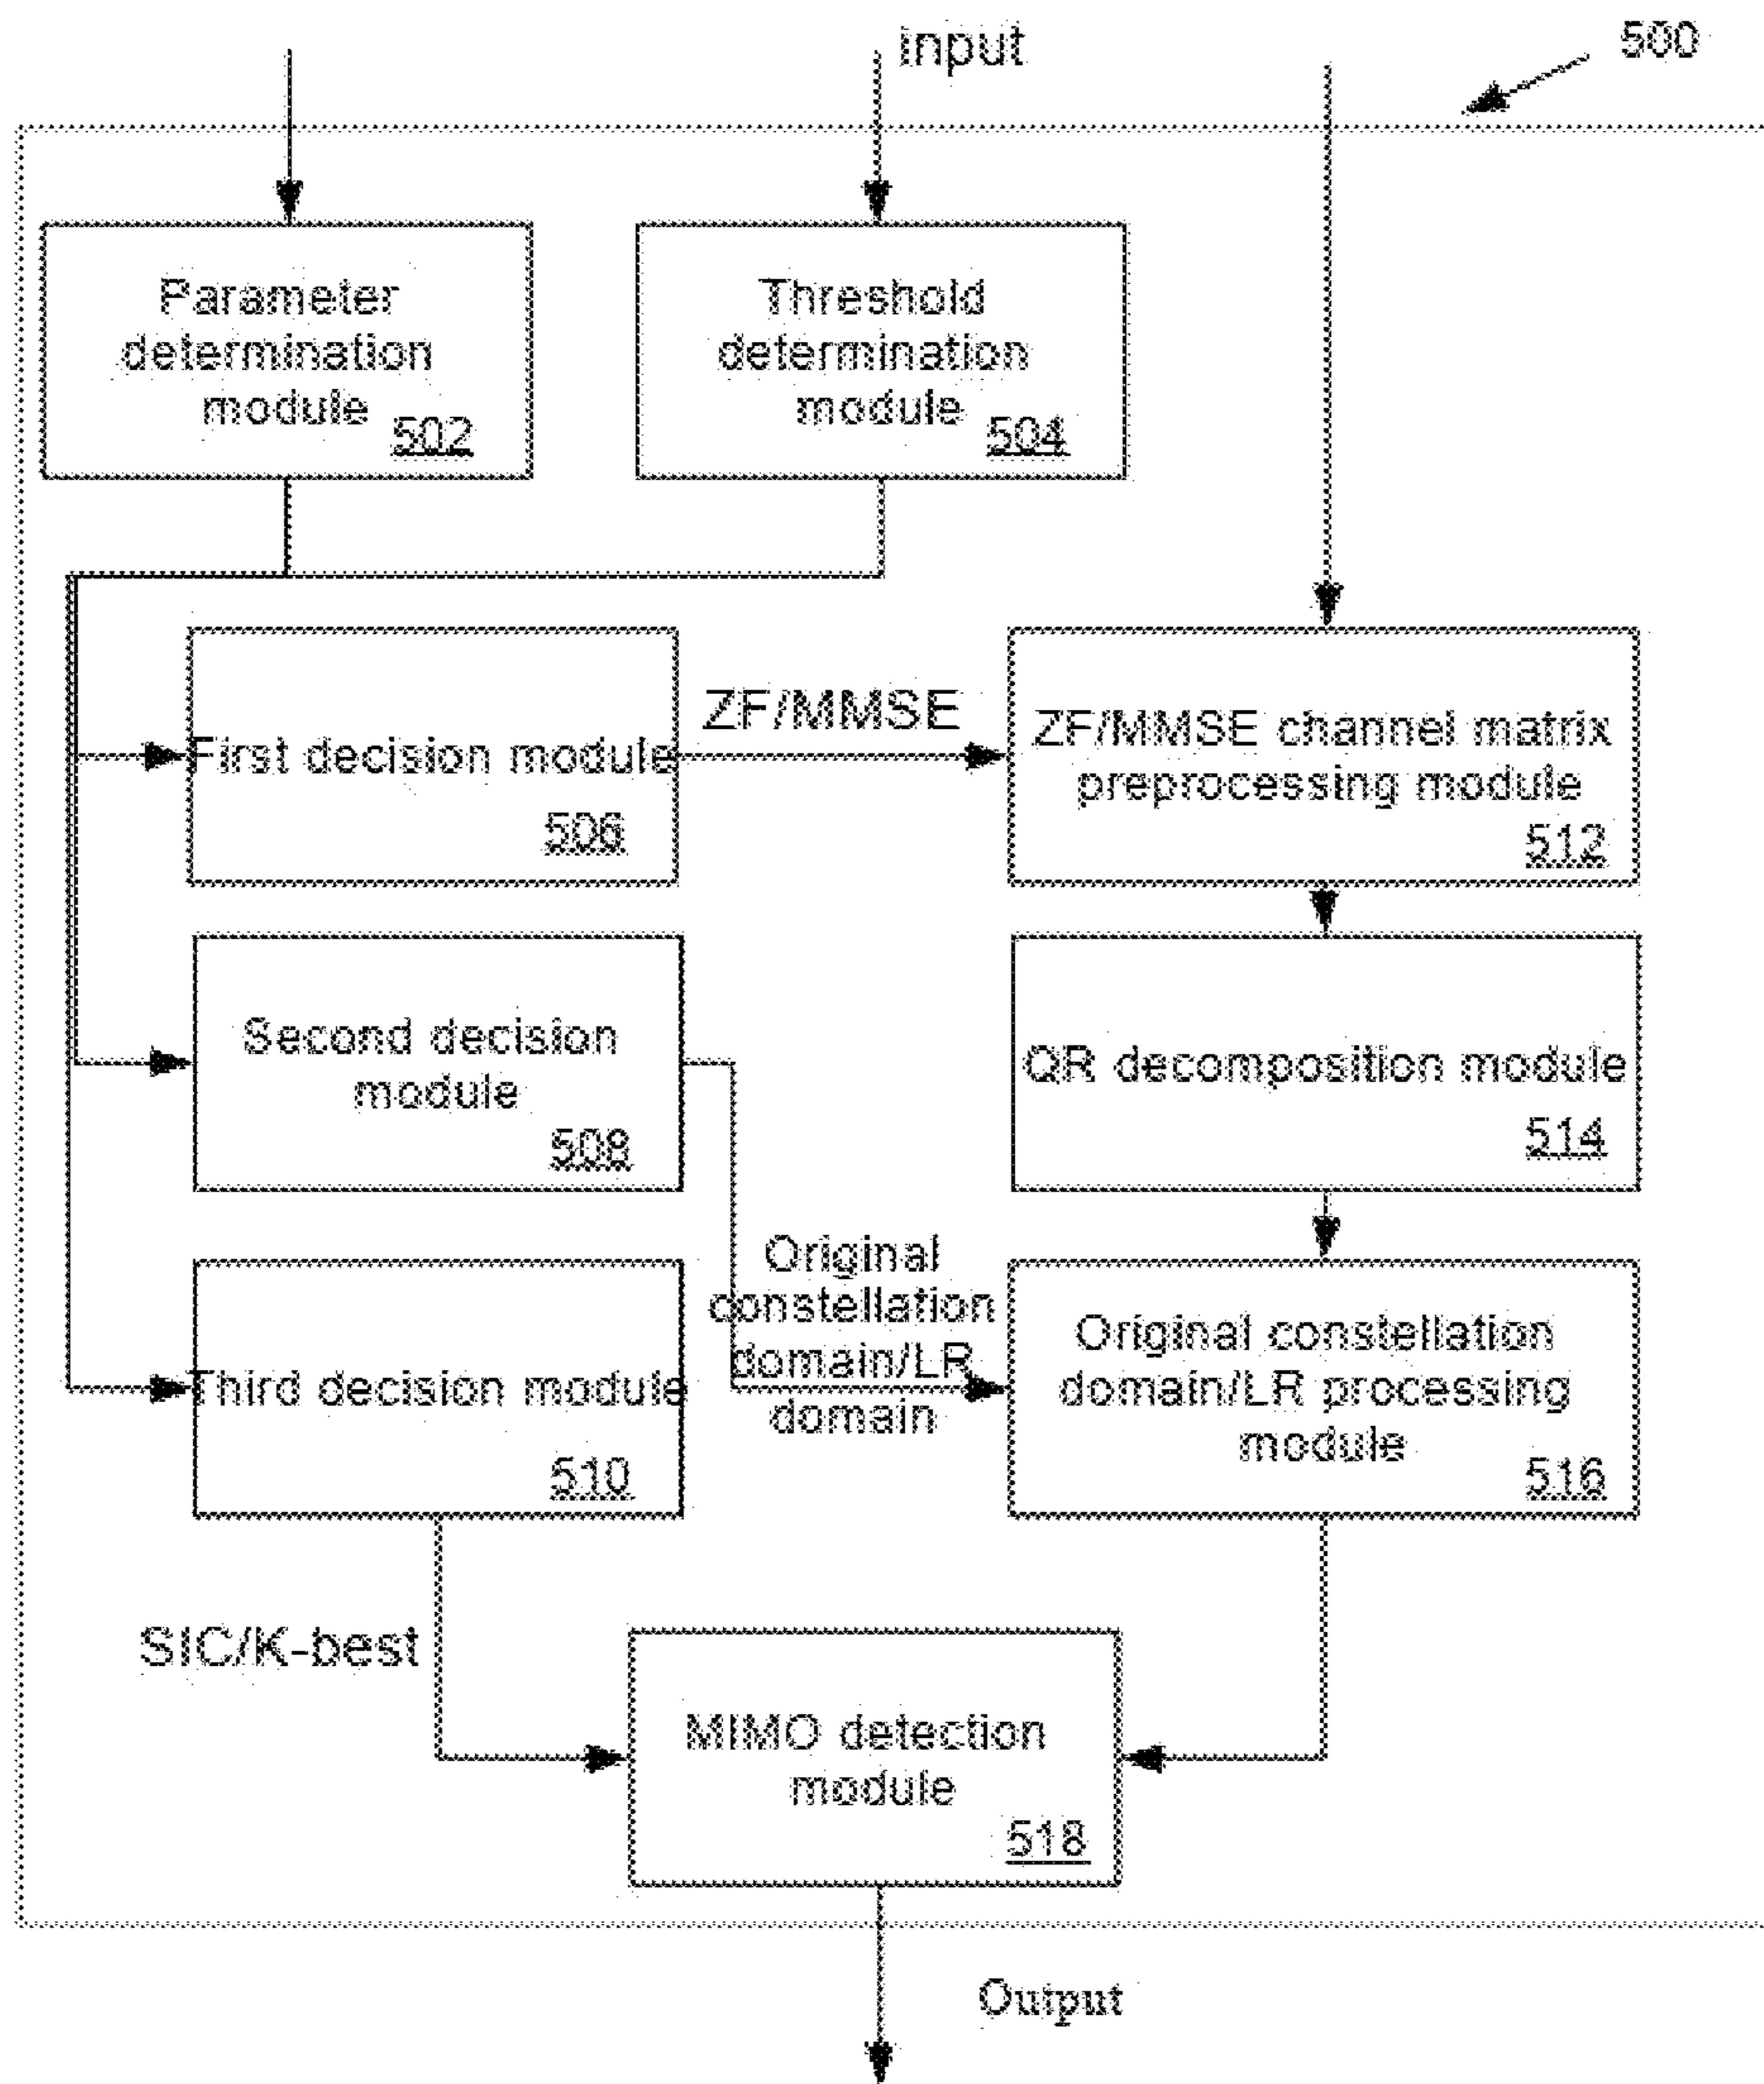 input
500
Parameter
determination
module
502
Threshold
determination
module
504
First decision module
506
ZF/MMSE
ZF/MMSE channel matrix
preprocessing module
512
Second decision
module
508
QR decomposition module
514
Third decision module
510
Original
constellation
domain/LR
domain
Original constellation
domain/LR processing
module
516
SIC/K-best
MIMO detection
module
518
Output